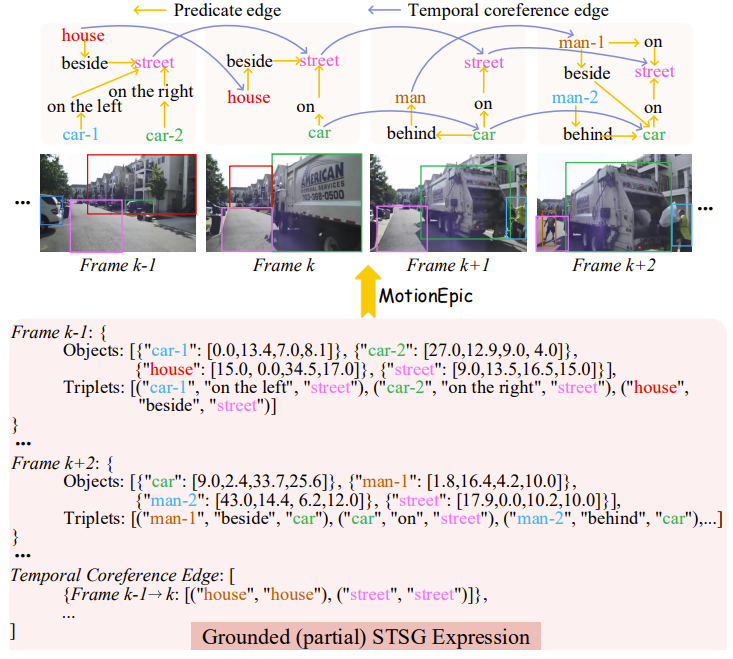 Predicate edge
Temporal coreference edge
house
beside
street
on the left
on the right
car-1
car-2
beside
street
house
on
car
street
man
on
behind
car
man-1
on
beside
street
man-2
on
behind
car
...
AMERICAN
DISPOSAL SERVICES
703-368-0500
...
Frame k-1
Frame k
Frame k+1
Frame k+2
MotionEpic
Frame k-1: {
Objects: [{"car-1": [0.0,13.4,7.0,8.1]}, {"car-2": [27.0,12.9,9.0, 4.0]},
{"house": [15.0, 0.0,34.5,17.0]}, {"street": [9.0,13.5,16.5,15.0]}],
Triplets: [("car-1", "on the left", "street"), ("car-2", "on the right", "street"), ("house",
"beside", "street")]
}
...
Frame k+2: {
Objects: [{"car": [9.0,2.4,33.7,25.6]}, {"man-1": [1.8,16.4,4.2,10.0]},
{"man-2": [43.0,14.4, 6.2,12.0]}, {"street": [17.9,0.0,10.2,10.0]}],
Triplets: [("man-1", "beside", "car"), ("car", "on", "street"), ("man-2", "behind", "car"),...]
}
...
Temporal Coreference Edge: [
{Frame k-1→k: [("house", "house"), ("street", "street")]},
...
]
Grounded (partial) STSG Expression